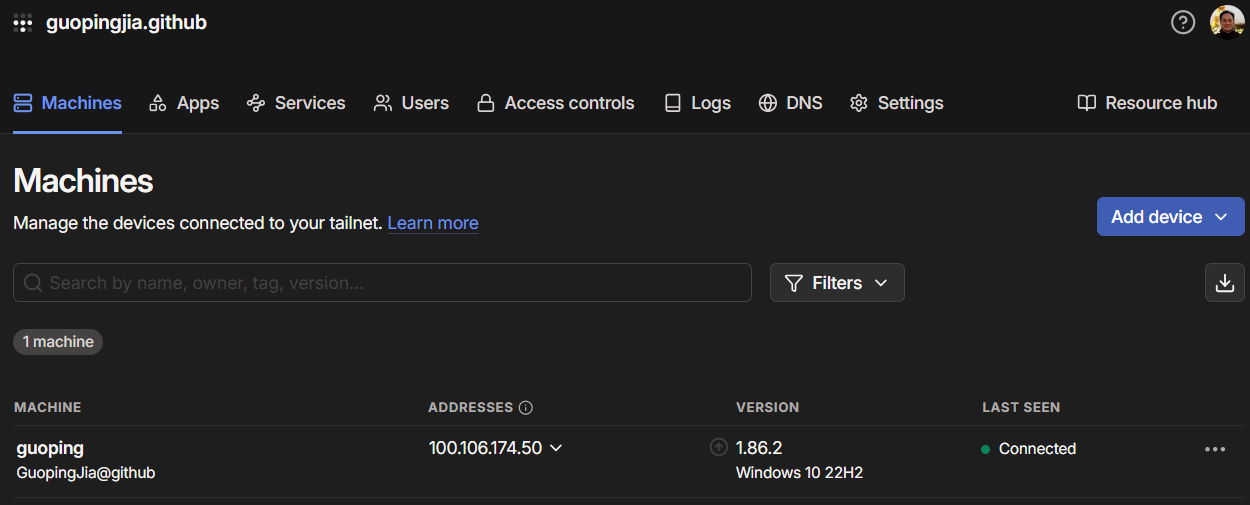 guopingjia.github
Machines Apps Services Users Access controls Logs DNS Settings Resource hub
Machines
Manage the devices connected to your tailnet. Learn more
Add device
Search by name, owner, tag, version...
Filters
1 machine
MACHINE ADDRESSES VERSION LAST SEEN
guoping 100.106.174.50 1.86.2 Connected
GuopingJia@github Windows 10 22H2